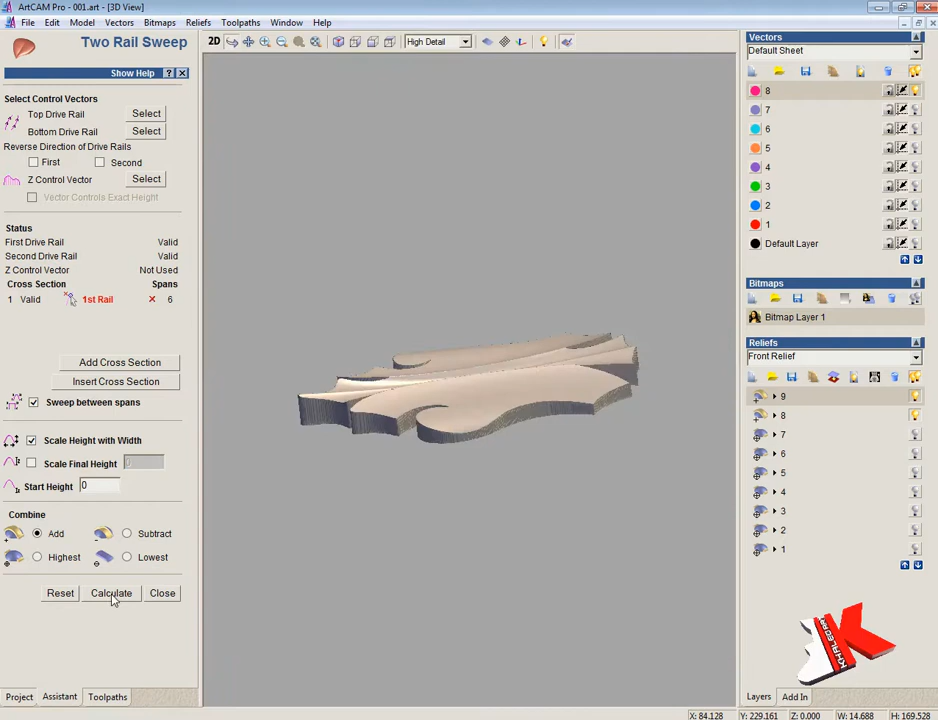 ArtCAM Pro - 001.art - [3D View]
File Edit Model Vectors Bitmaps Reliefs Toolpaths Window Help
Two Rail Sweep
Show Help ?
2D High Detail
Select Control Vectors
Top Drive Rail Select
Bottom Drive Rail Select
Reverse Direction of Drive Rails
First Second
Z Control Vector Select
Vector Controls Exact Height
Status
First Drive Rail Valid
Second Drive Rail Valid
Z Control Vector Not Used
Cross Section Spans
1 Valid 1st Rail 6
Add Cross Section
Insert Cross Section
Sweep between spans
Scale Height with Width
Scale Final Height
Start Height 0
Combine
Add Subtract
Highest Lowest
Reset Calculate Close
Project Assistant Toolpaths
Vectors
Default Sheet
8
7
6
5
4
3
2
1
Default Layer
Bitmaps
Bitmap Layer 1
Reliefs
Front Relief
9
8
7
6
5
4
3
2
1
KHALEDRA
Layers Add In
X: 84.128 Y: 229.161 Z: 0.000 W: 14.688 H: 169.528